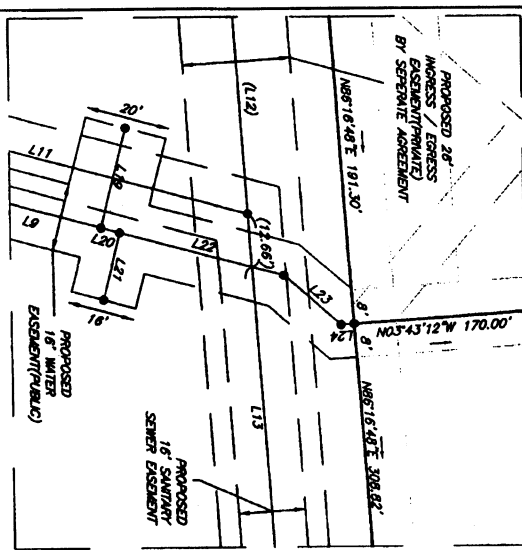 PROPOSED 26'
INGRESS / EGRESS
EASEMENT(PRIVATE)
BY SEPERATE AGREEMENT
N86°16'48"E 191.30'
(L12)
20'
L11
L19
L9
L20
L21
L22
(12.66')
L23
L24
8'
8'
N03°43'12"W 170.00'
N86°16'48"E 308.82'
L13
16'
PROPOSED
16' WATER
EASEMENT(PUBLIC)
PROPOSED
16' SANITARY
SEWER EASEMENT